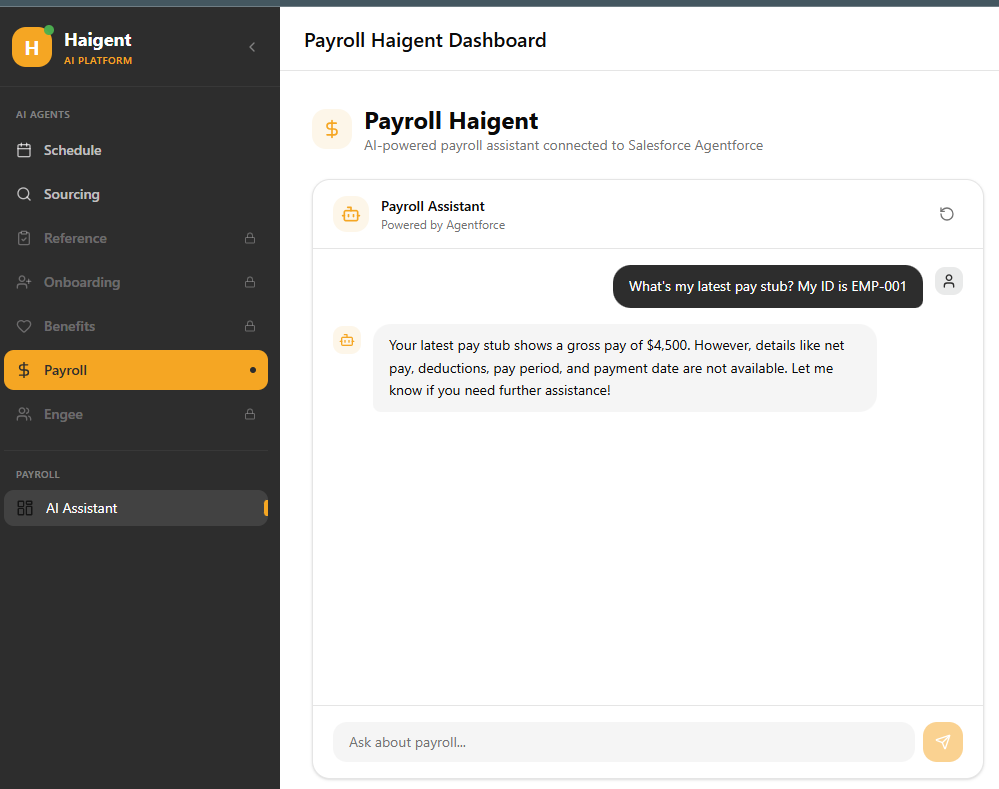 H
Haigent
AI PLATFORM
AI AGENTS
Schedule
Sourcing
Reference
Onboarding
Benefits
Payroll
Engee
PAYROLL
AI Assistant
Payroll Haigent Dashboard
Payroll Haigent
AI-powered payroll assistant connected to Salesforce Agentforce
Payroll Assistant
Powered by Agentforce
What's my latest pay stub? My ID is EMP-001
Your latest pay stub shows a gross pay of $4,500. However, details like net
pay, deductions, pay period, and payment date are not available. Let me
know if you need further assistance!
Ask about payroll...